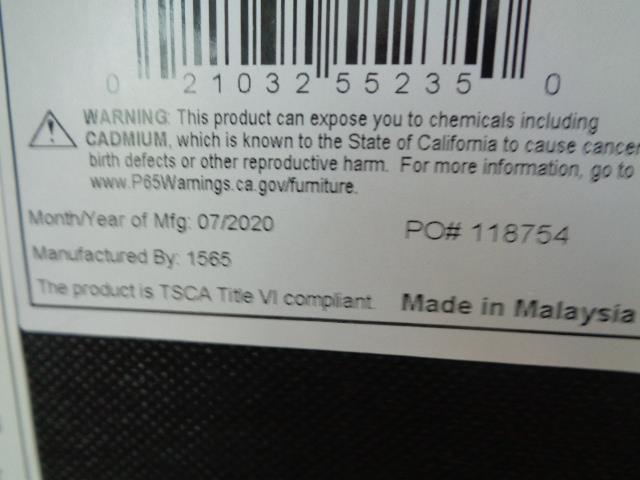 0 21032 55235 0
WARNING: This product can expose you to chemicals including
CADMIUM, which is known to the State of California to cause cancer
birth defects or other reproductive harm. For more information, go to
www.P65Warnings.ca.gov/furniture.
Month/Year of Mfg: 07/2020
PO# 118754
Manufactured By: 1565
The product is TSCA Title VI compliant.
Made in Malaysia